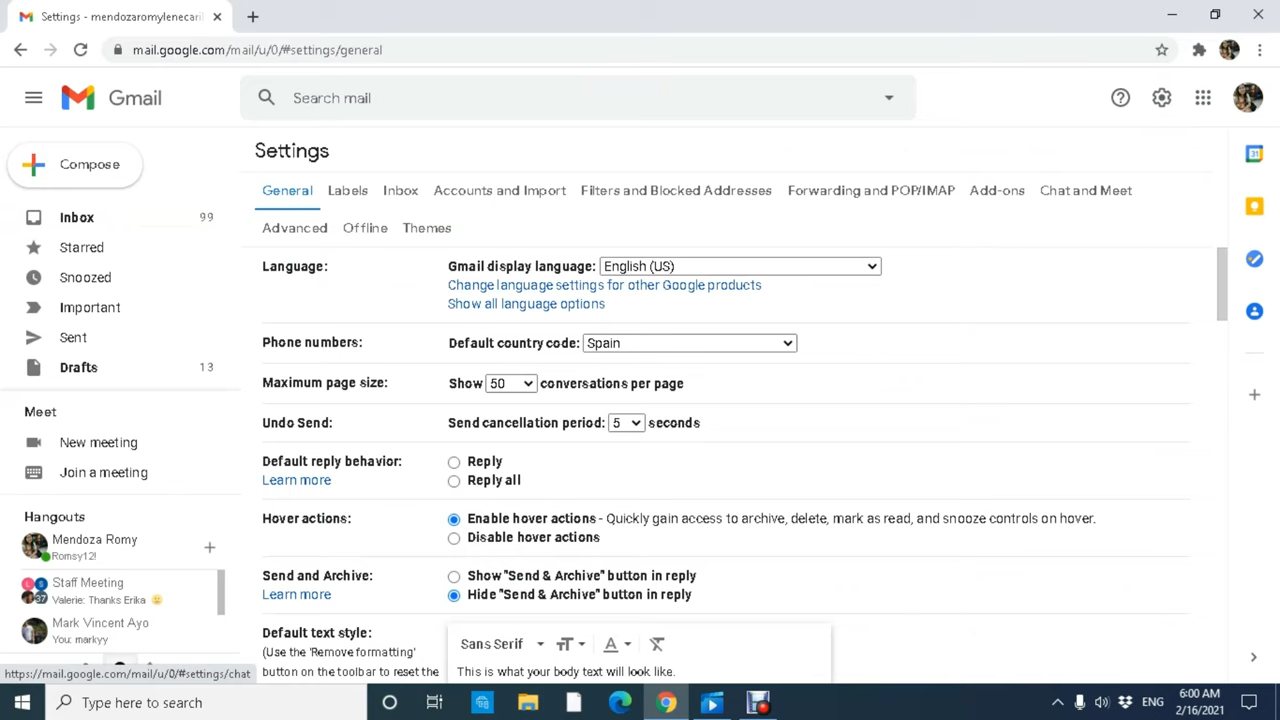 Settings - mendozaromylenecaril
mail.google.com/mail/u/0/#settings/general
Gmail
Search mail
Compose
Inbox 99
Starred
Snoozed
Important
Sent
Drafts 13
Meet
New meeting
Join a meeting
Hangouts
Mendoza Romy
Romsy12!
Staff Meeting
37
Valerie: Thanks Erika
Mark Vincent Ayo
You: markyy
https://mail.google.com/mail/u/0/#settings/chat
Settings
General Labels Inbox Accounts and Import Filters and Blocked Addresses Forwarding and POP/IMAP Add-ons Chat and Meet
Advanced Offline Themes
Language: Gmail display language: English (US)
Change language settings for other Google products
Show all language options
Phone numbers: Default country code: Spain
Maximum page size: Show 50 conversations per page
Undo Send: Send cancellation period: 5 seconds
Default reply behavior: Reply
Learn more Reply all
Hover actions: Enable hover actions - Quickly gain access to archive, delete, mark as read, and snooze controls on hover.
Disable hover actions
Send and Archive: Show "Send & Archive" button in reply
Learn more Hide "Send & Archive" button in reply
Default text style: Sans Serif
(Use the 'Remove formatting'
button on the toolbar to reset the This is what your body text will look like.
31
Type here to search
ENG
6:00 AM
2/16/2021